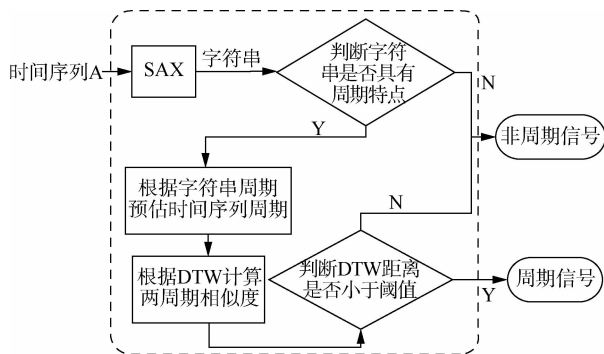 时间序列A
SAX
字符串
判断字符
串是否具有
周期特点
N
Y
非周期信号
根据字符串周期
预估时间序列周期
N
根据DTW计算
两周期相似度
判断DTW距离
是否小于阈值
Y
周期信号